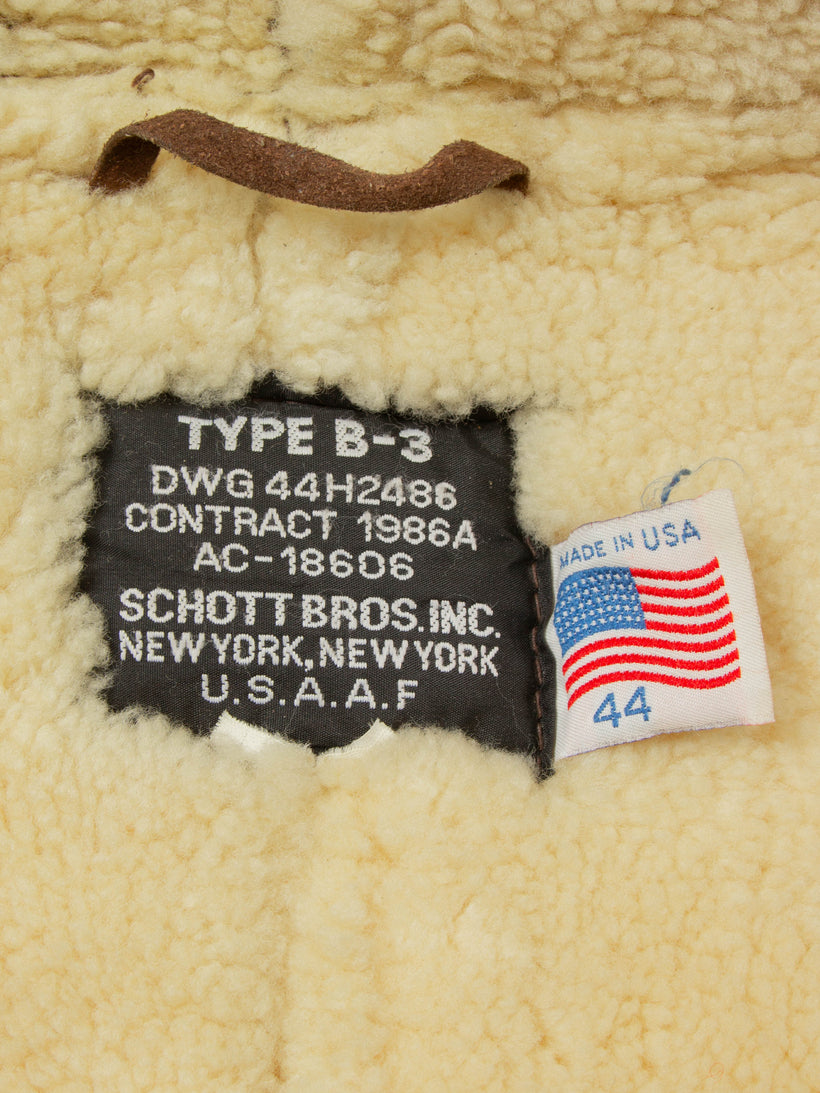 TYPE B-3
DWG 44H2486
CONTRACT 1986A
AC-18606
SCHOTT BROS. INC.
NEW YORK, NEW YORK
U.S.A.A.F
MADE IN USA
44